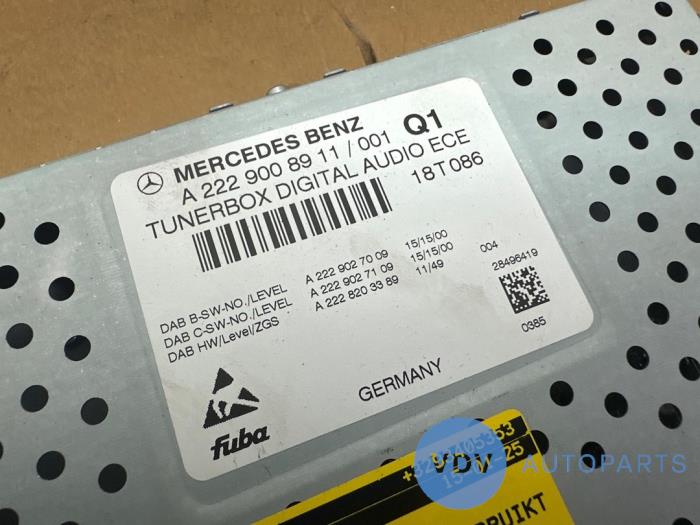 MERCEDES BENZ
A 222 900 89 11 / 001 Q1
TUNERBOX DIGITAL AUDIO ECE
18T086
DAB B-SW-NO./LEVEL A 222 902 70 09 15/15/00 004
DAB C-SW-NO./LEVEL A 222 902 71 09 15/15/00
DAB HW/Level/ZGS A 222 820 33 89 11/49
28496419
0385
GERMANY
fuba
VDV AUTOPARTS